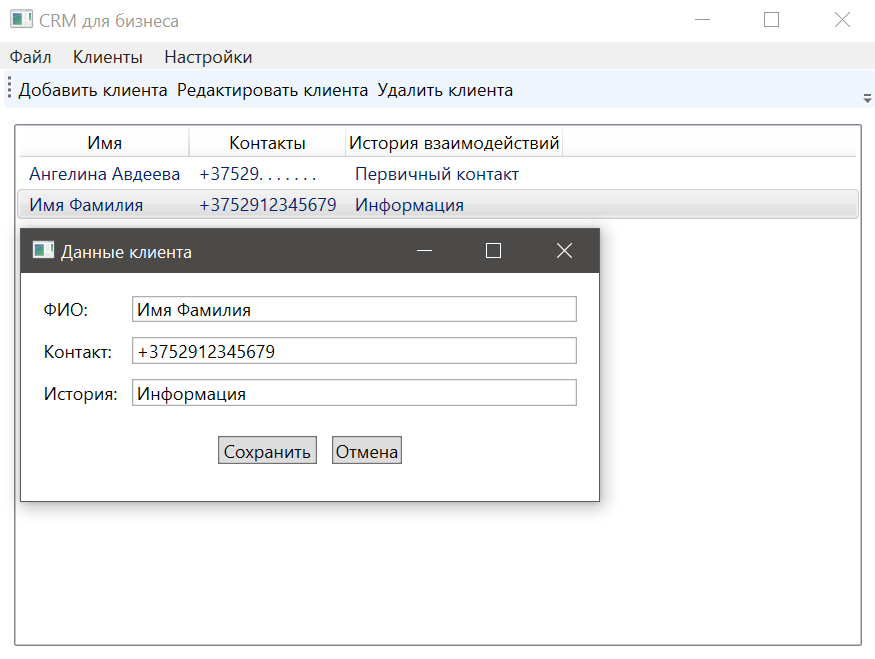 CRM для бизнеса
Файл Клиенты Настройки
Добавить клиента Редактировать клиента Удалить клиента
Имя Контакты История взаимодействий
Ангелина Авдеева +37529. . . . . . . Первичный контакт
Имя Фамилия +3752912345679 Информация
Данные клиента
ФИО: Имя Фамилия
Контакт: +3752912345679
История: Информация
Сохранить Отмена